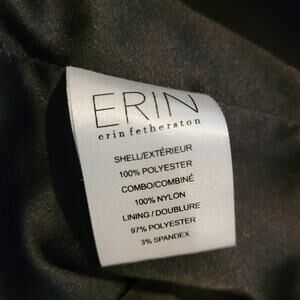 ERIN
erin fetherston
SHELL/EXTÉRIEUR
100% POLYESTER
COMBO/COMBINÉ
100% NYLON
LINING / DOUBLURE
97% POLYESTER
3% SPANDEX